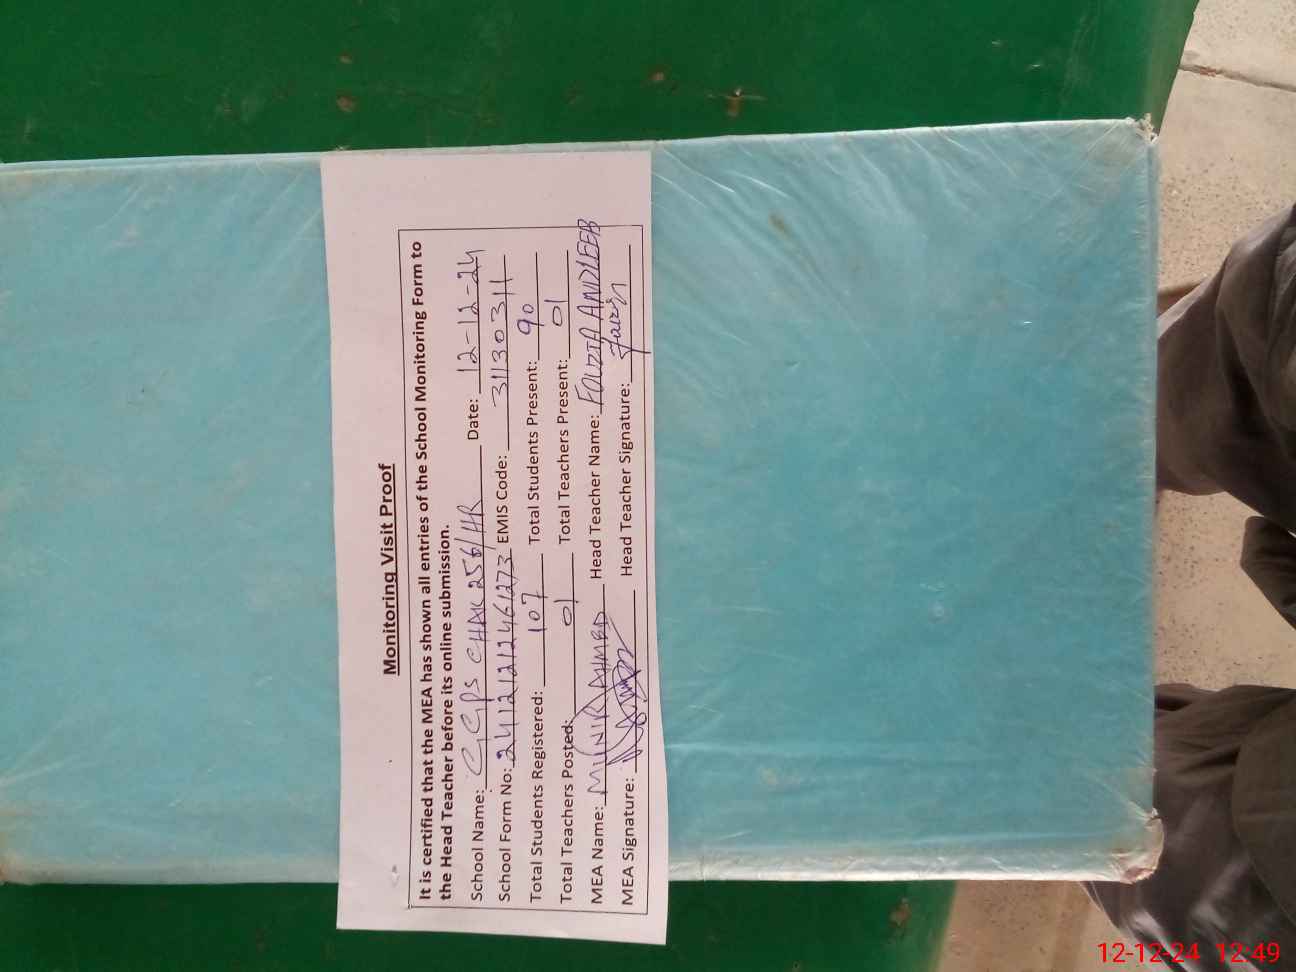 Monitoring Visit Proof
It is certified that the MEA has shown all entries of the School Monitoring Form to
the Head Teacher before its online submission.
School Name: GGPS CHAK 256/HR Date: 12-12-24
School Form No: 24121212461273 EMIS Code: 31130311
Total Students Registered: 107 Total Students Present: 90
Total Teachers Posted: 01 Total Teachers Present: 01
MEA Name: MUNIR AHMED Head Teacher Name: FOUZIA ANDLEEB
MEA Signature: Head Teacher Signature:
12-12-24 12:49